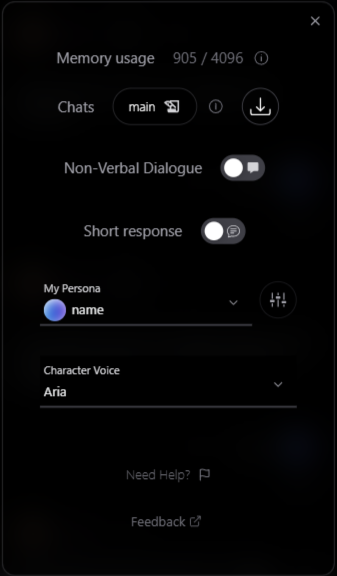 Memory usage 905 / 4096
Chats main
Non-Verbal Dialogue
Short response
My Persona
name
Character Voice
Aria
Need Help?
Feedback